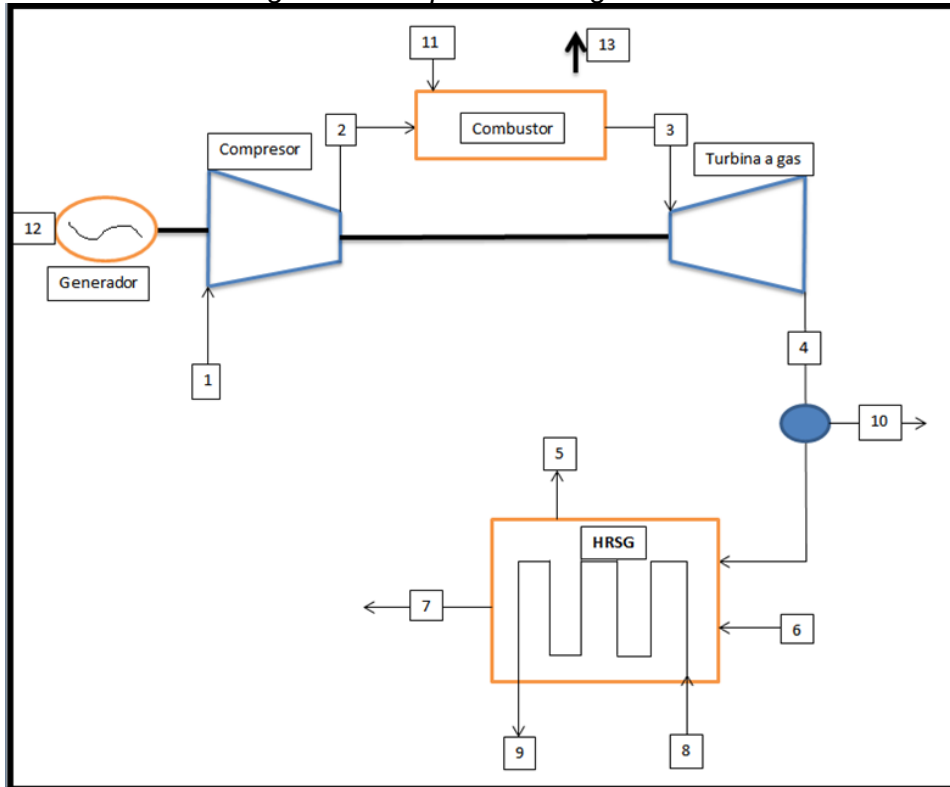 11
13
2
Combustor
3
Compresor
Turbina a gas
12
Generador
4
1
10
5
HRSG
7
6
9
8